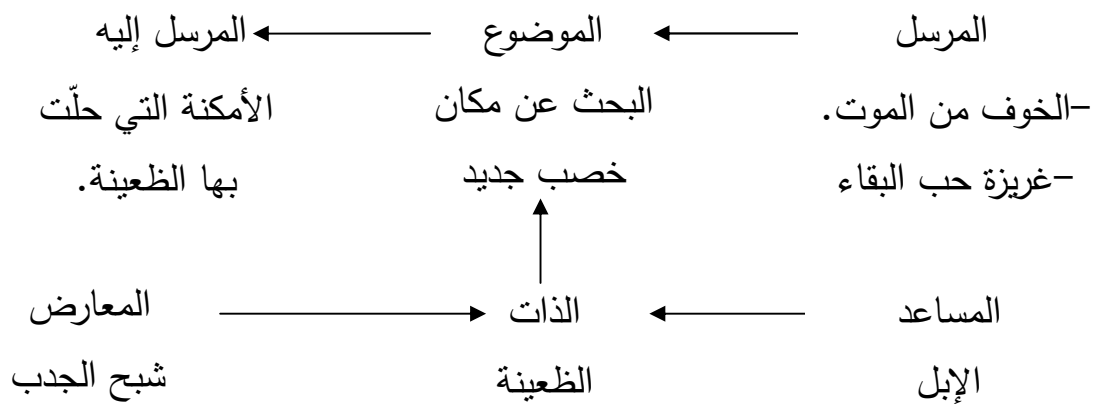 المرسل الموضوع المرسل إليه
-الخوف من الموت. البحث عن مكان الأمكنة التي حلّت
-غريزة حب البقاء خصب جديد بها الظعينة.
المساعد الذات المعارض
الإبل الظعينة شبح الجدب